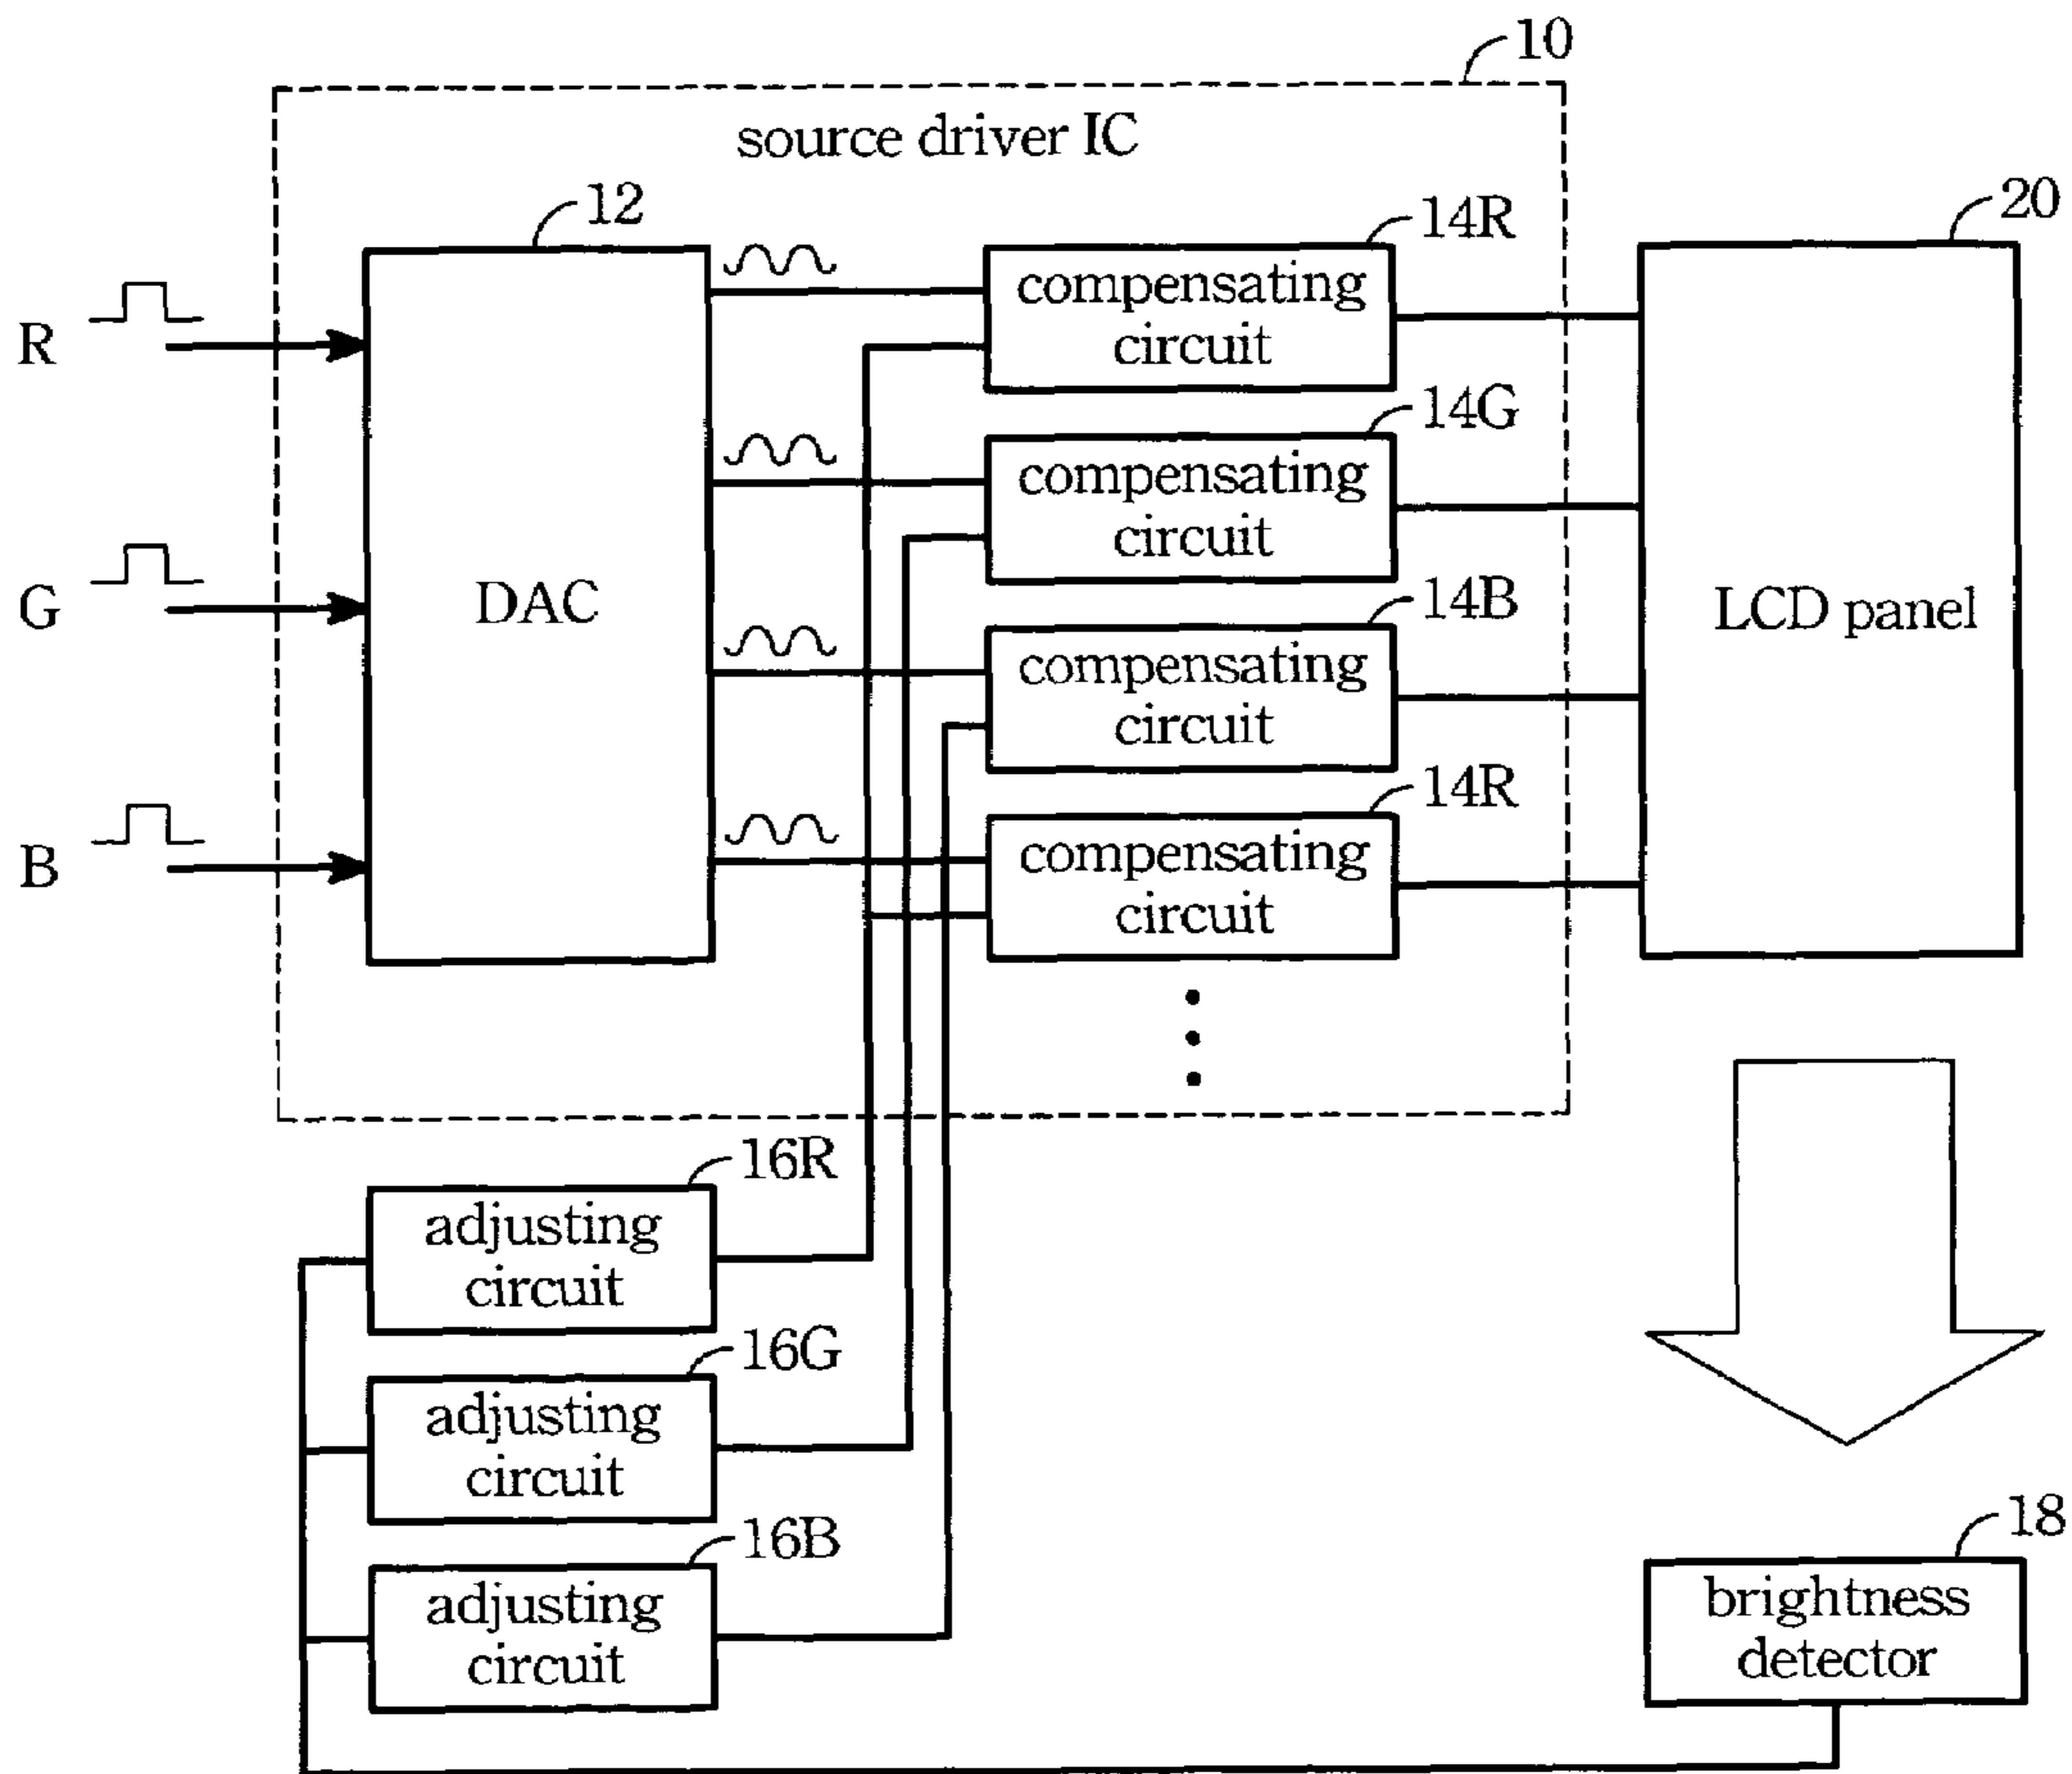 10
source driver IC
12
14R
20
R
compensating
circuit
14G
compensating
circuit
G
DAC
14B
LCD panel
compensating
circuit
14R
B
compensating
circuit
16R
adjusting
circuit
16G
adjusting
circuit
16B
adjusting
circuit
18
brightness
detector